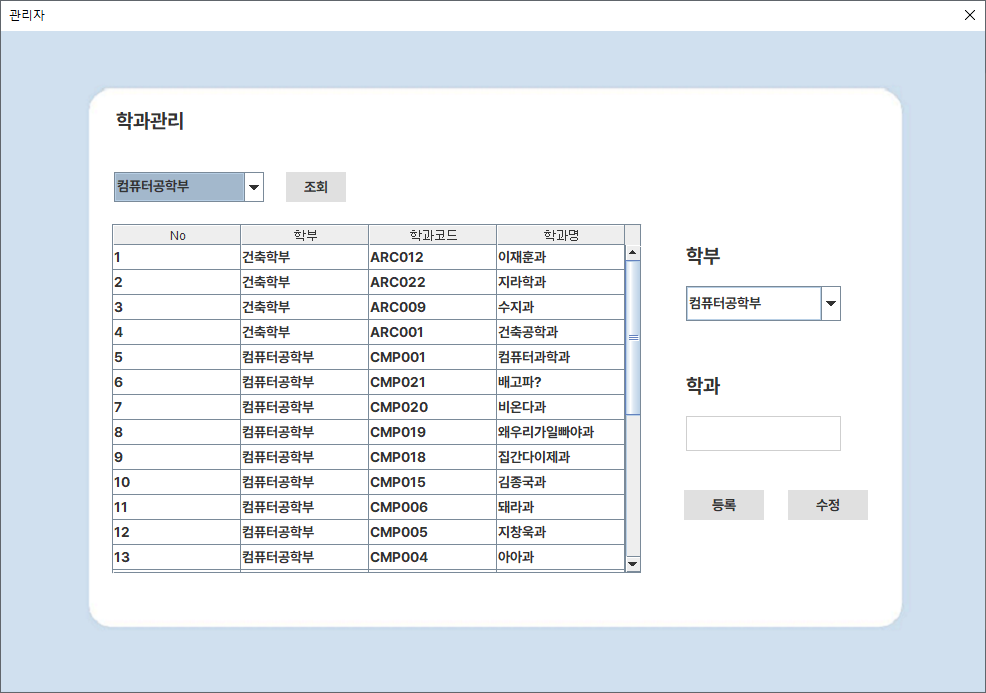 관리자
학과관리
컴퓨터공학부 조회
No 학부 학과코드 학과명
1 건축학부 ARC012 이재훈과
2 건축학부 ARC022 지라학과
3 건축학부 ARC009 수지과
4 건축학부 ARC001 건축공학과
5 컴퓨터공학부 CMP001 컴퓨터과학과
6 컴퓨터공학부 CMP021 배고파?
7 컴퓨터공학부 CMP020 비온다과
8 컴퓨터공학부 CMP019 왜우리가일빠야과
9 컴퓨터공학부 CMP018 집간다이제과
10 컴퓨터공학부 CMP015 김종국과
11 컴퓨터공학부 CMP006 돼라과
12 컴퓨터공학부 CMP005 지창욱과
13 컴퓨터공학부 CMP004 아아과
학부
컴퓨터공학부
학과
등록 수정